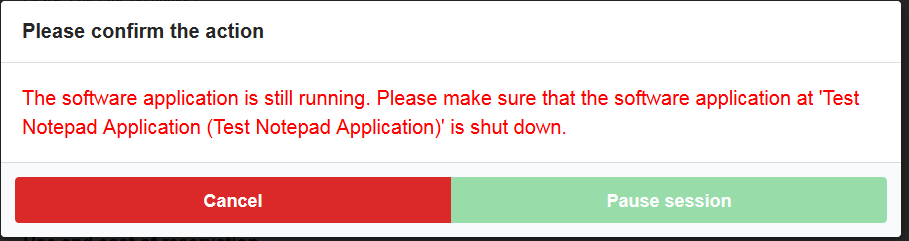 Please confirm the action
The software application is still running. Please make sure that the software application at 'Test
Notepad Application (Test Notepad Application)' is shut down.
Cancel
Pause session